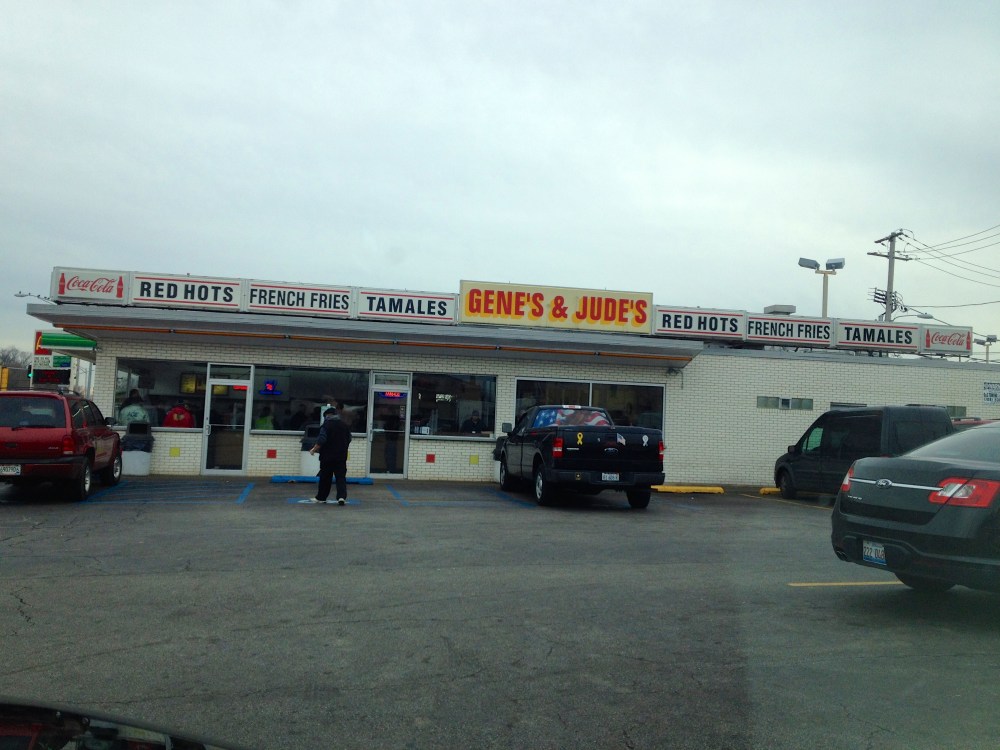 Coca-Cola
RED HOTS
FRENCH FRIES
TAMALES
GENE'S & JUDE'S
RED HOTS
FRENCH FRIES
TAMALES
Coca-Cola